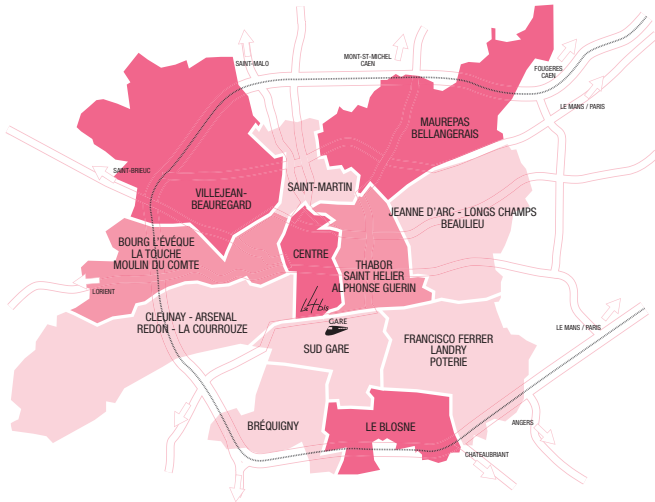 SAINT-MALO
MONT-ST-MICHEL
CAEN
FOUGERES
CAEN
LE MANS / PARIS
MAUREPAS
BELLANGERAIS
SAINT-BRIEUC
VILLEJEAN-
BEAUREGARD
SAINT-MARTIN
JEANNE D'ARC - LONGS CHAMPS
BEAULIEU
BOURG L'ÉVÉQUE
LA TOUCHE
MOULIN DU COMTE
CENTRE
THABOR
SAINT HELIER
ALPHONSE GUERIN
LORIENT
Le 4bis
GARE
CLEUNAY - ARSENAL
REDON - LA COURROUZE
SUD GARE
FRANCISCO FERRER
LANDRY
POTERIE
LE MANS / PARIS
BRÉQUIGNY
LE BLOSNE
ANGERS
CHATEAUBRIANT